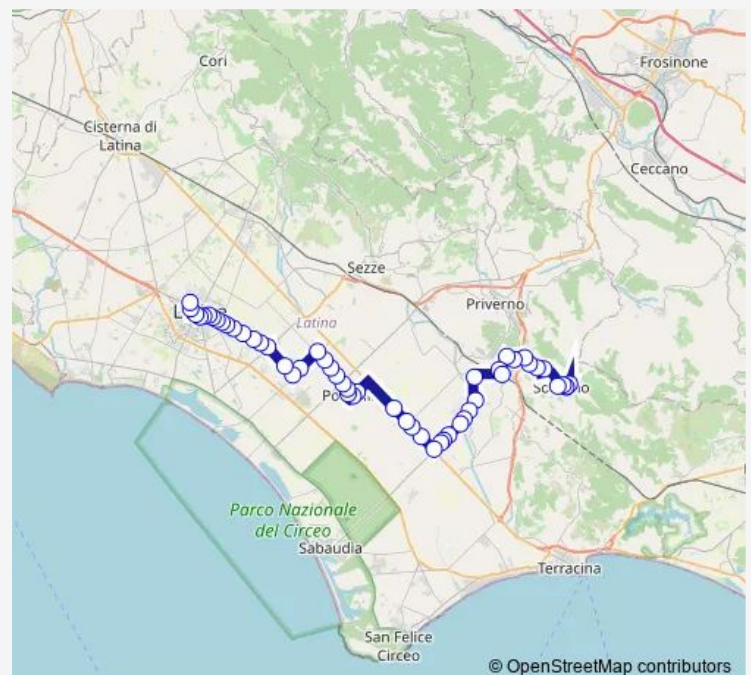 Cori
Frosinone
Cisterna di
Latina
Ceccano
Sezze
Priverno
Latina
Parco Nazionale
del Circeo
Sabaudia
Terracina
San Felice
Circeo
© OpenStreetMap contributors